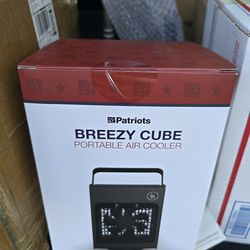 4Patriots
BREEZY CUBE
PORTABLE AIR COOLER